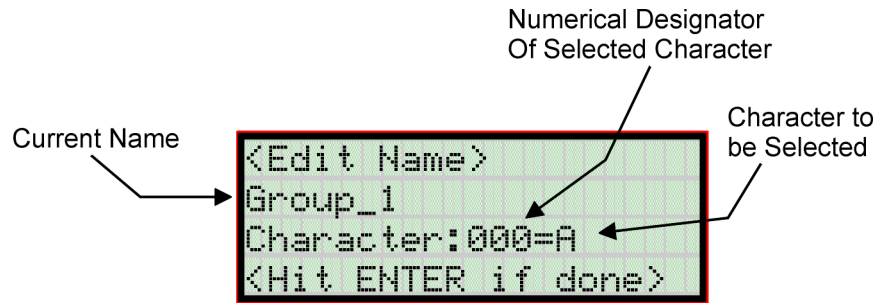 Numerical Designator
Of Selected Character
Character to
be Selected
Current Name
<Edit Name>
Group_1
Character:000=A
<Hit ENTER if done>